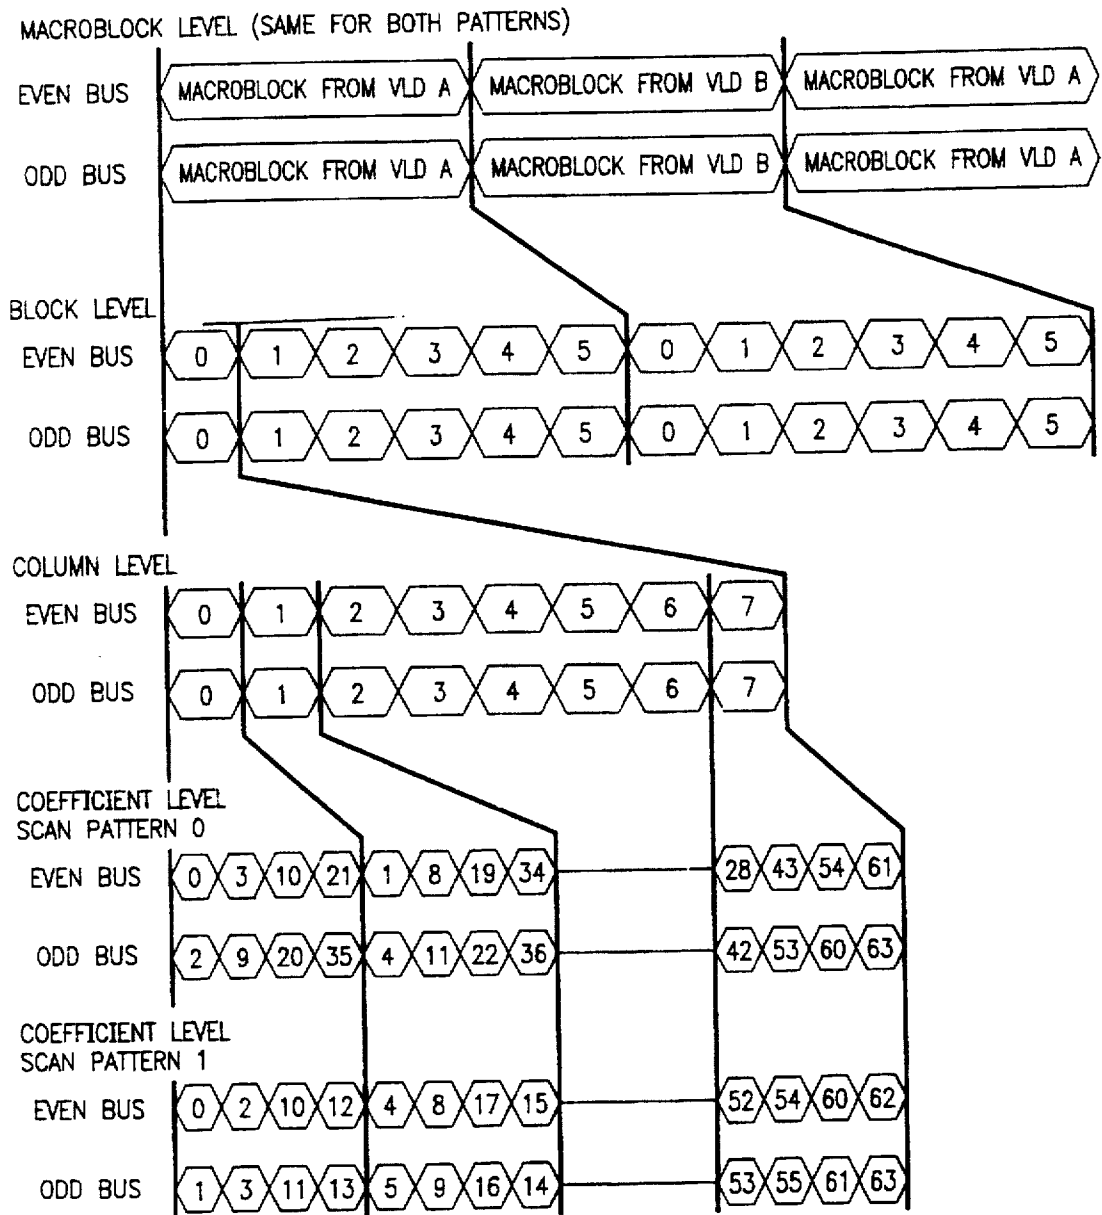 MACROBLOCK LEVEL (SAME FOR BOTH PATTERNS)
EVEN BUS MACROBLOCK FROM VLD A MACROBLOCK FROM VLD B MACROBLOCK FROM VLD A
ODD BUS MACROBLOCK FROM VLD A MACROBLOCK FROM VLD B MACROBLOCK FROM VLD A
BLOCK LEVEL
EVEN BUS 0 1 2 3 4 5 0 1 2 3 4 5
ODD BUS 0 1 2 3 4 5 0 1 2 3 4 5
COLUMN LEVEL
EVEN BUS 0 1 2 3 4 5 6 7
ODD BUS 0 1 2 3 4 5 6 7
COEFFICIENT LEVEL
SCAN PATTERN 0
EVEN BUS 0 3 10 21 1 8 19 34 28 43 54 61
ODD BUS 2 9 20 35 4 11 22 36 42 53 60 63
COEFFICIENT LEVEL
SCAN PATTERN 1
EVEN BUS 0 2 10 12 4 8 17 15 52 54 60 62
ODD BUS 1 3 11 13 5 9 16 14 53 55 61 63